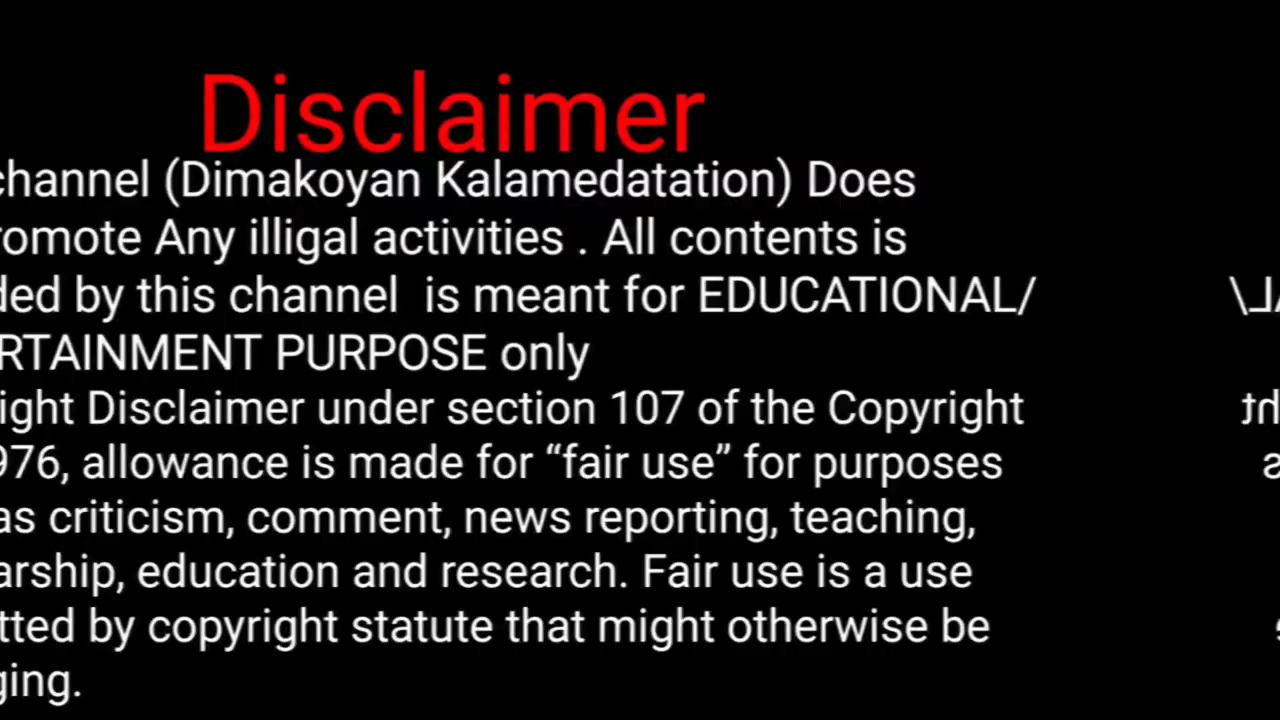 Disclaimer
channel (Dimakoyan Kalamedatation) Does
romote Any illigal activities . All contents is
ded by this channel is meant for EDUCATIONAL/
RTAINMENT PURPOSE only
ight Disclaimer under section 107 of the Copyright
976, allowance is made for “fair use” for purposes
as criticism, comment, news reporting, teaching,
arship, education and research. Fair use is a use
tted by copyright statute that might otherwise be
ging.